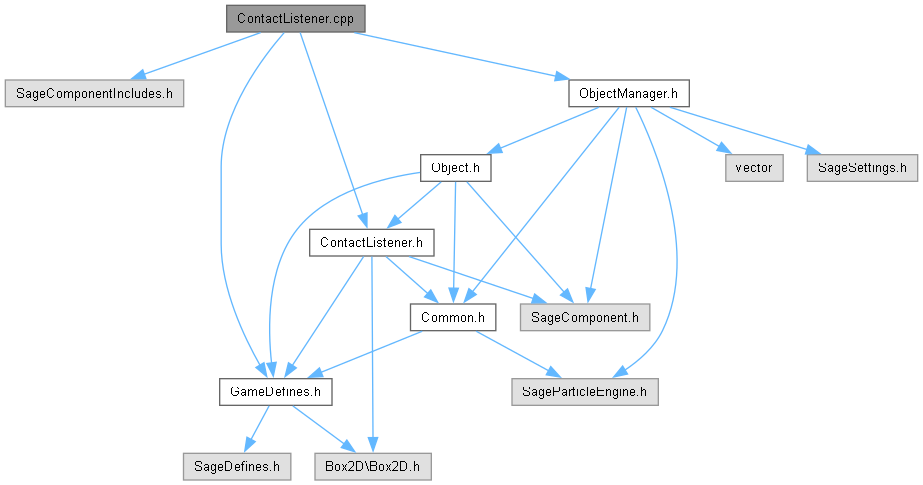 ContactListener.cpp
SageComponentIncludes.h
ObjectManager.h
Object.h
vector
SageSettings.h
ContactListener.h
Common.h
SageComponent.h
GameDefines.h
SageParticleEngine.h
SageDefines.h
Box2D\Box2D.h